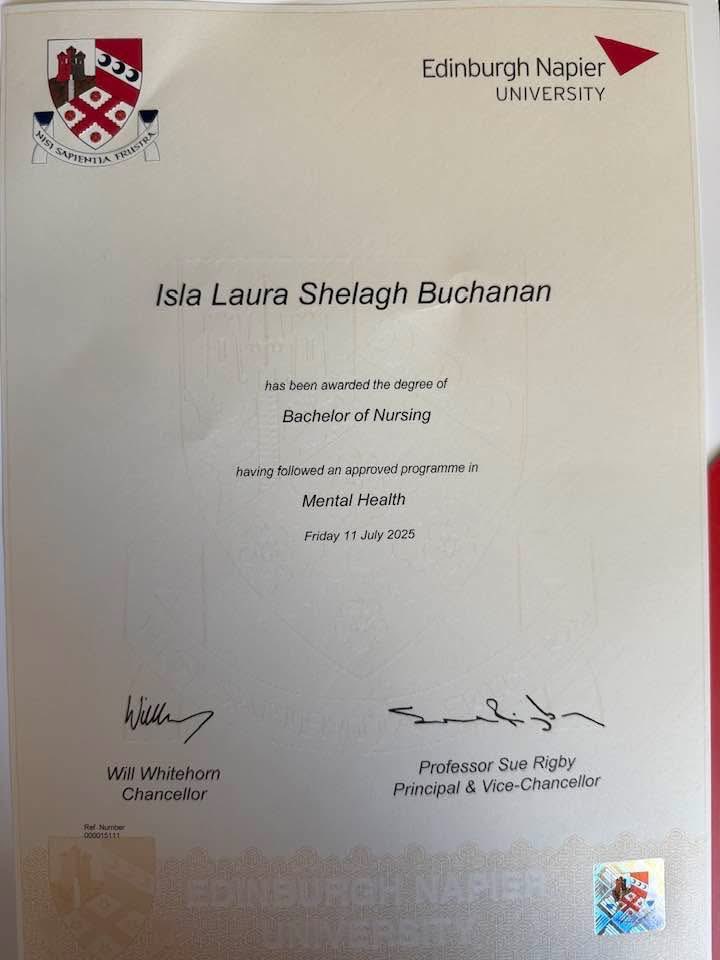 NISI SAPIENTIA FRUSTRA
Edinburgh Napier
UNIVERSITY
Isla Laura Shelagh Buchanan
has been awarded the degree of
Bachelor of Nursing
having followed an approved programme in
Mental Health
Friday 11 July 2025
Will Whitehorn
Chancellor
Professor Sue Rigby
Principal & Vice-Chancellor
Ref. Number
000015111
EDINBURGH NAPIER
UNIVERSITY